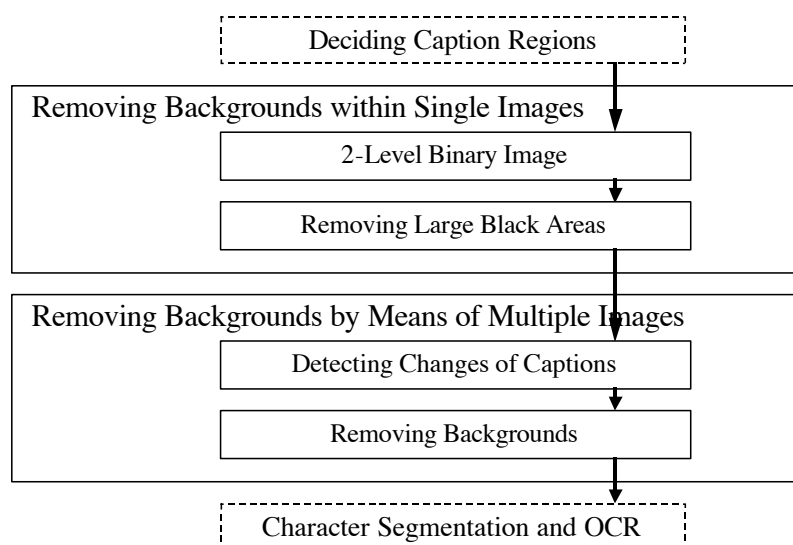 Deciding Caption Regions
Removing Backgrounds within Single Images
2-Level Binary Image
Removing Large Black Areas
Removing Backgrounds by Means of Multiple Images
Detecting Changes of Captions
Removing Backgrounds
Character Segmentation and OCR